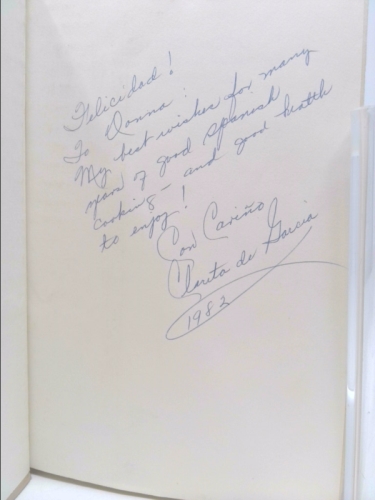 Felicidad!
To Donna:
My best wishes for many
years of good Spanish
cooking - and good health
to enjoy!
Con Cariño
Clarita de Garcia
1982